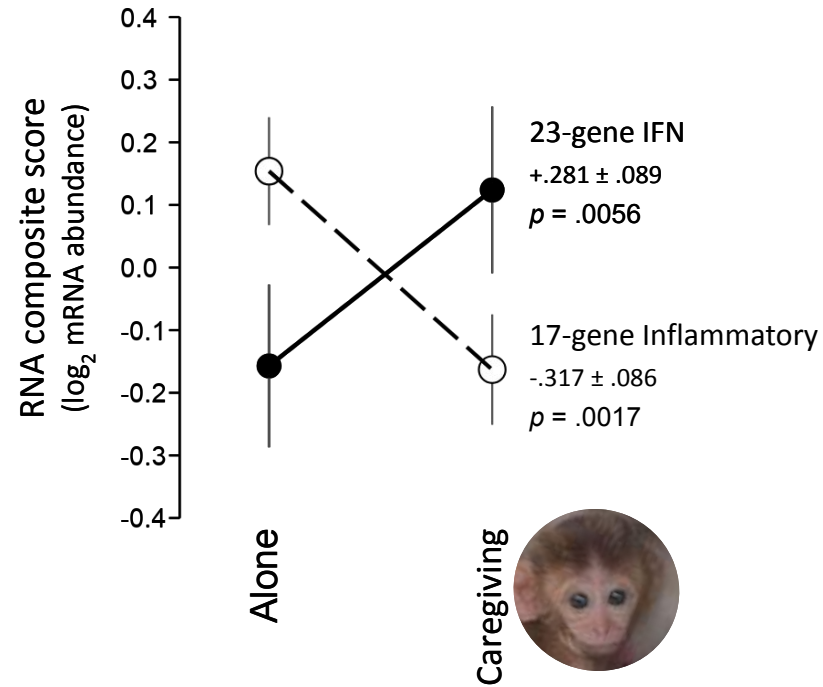 RNA composite score
(log2 mRNA abundance)
0.4
0.3
0.2
0.1
0.0
-0.1
-0.2
-0.3
-0.4
23-gene IFN
+.281 ± .089
p = .0056
17-gene Inflammatory
-.317 ± .086
p = .0017
Alone
Caregiving